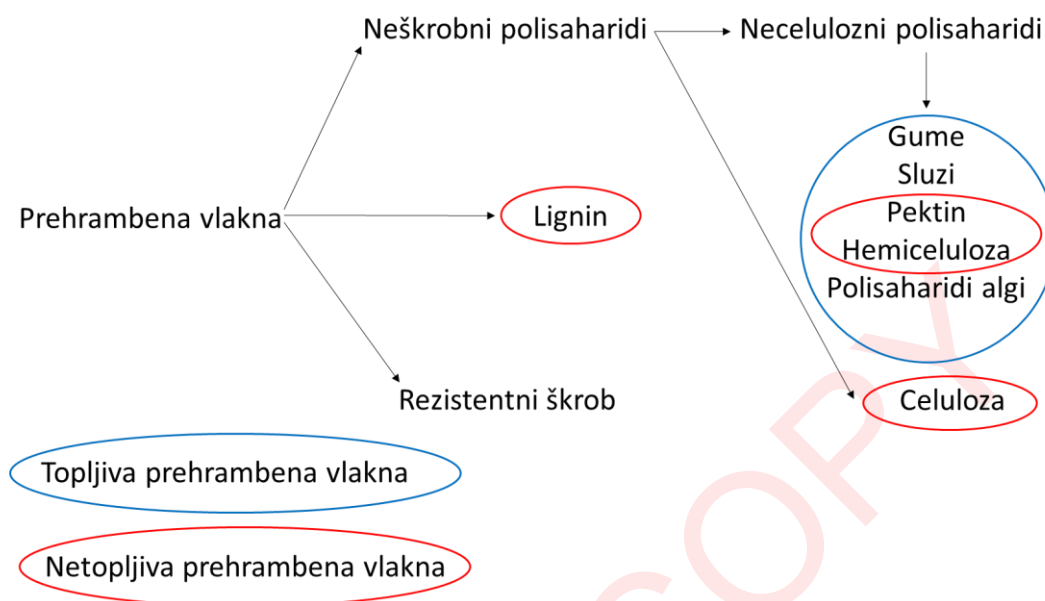 Neškrobni polisaharidi
Necelulozni polisaharidi
Gume
Sluzi
Pektin
Hemiceluloza
Polisaharidi algi
Prehrambena vlakna
Lignin
Rezistentni škrob
Celuloza
Topljiva prehrambena vlakna
Netopljiva prehrambena vlakna
COPY